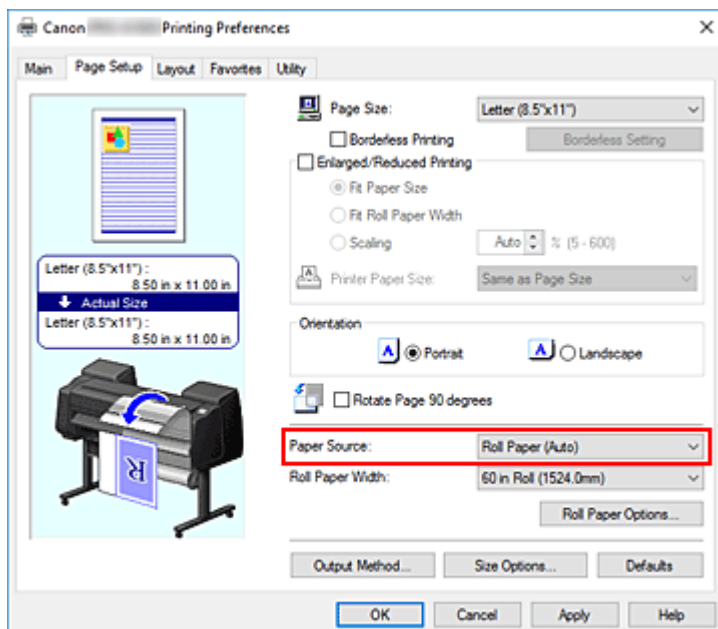 Canon Printing Preferences
Main Page Setup Layout Favorites Utility
Page Size: Letter (8.5"x11")
Borderless Printing Borderless Setting
Enlarged/Reduced Printing
Fit Paper Size
Fit Roll Paper Width
Scaling Auto % (5 - 600)
Printer Paper Size: Same as Page Size
Letter (8.5"x11") :
8.50 in x 11.00 in
Actual Size
Letter (8.5"x11") :
8.50 in x 11.00 in
Orientation
A Portrait A Landscape
Rotate Page 90 degrees
R
Paper Source: Roll Paper (Auto)
Roll Paper Width: 60 in Roll (1524.0mm)
Roll Paper Options...
Output Method... Size Options... Defaults
OK Cancel Apply Help